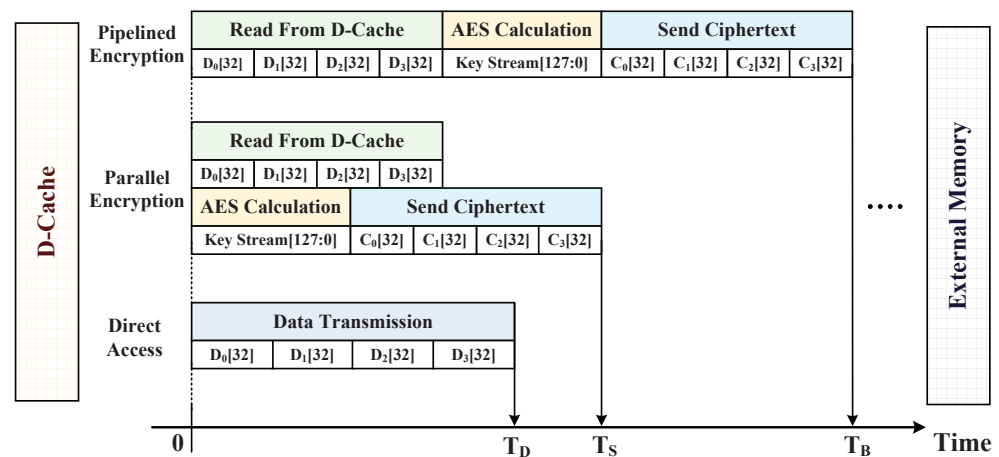 D-Cache
Pipelined
Encryption
Read From D-Cache
AES Calculation
Send Ciphertext
D₀[32]
D₁[32]
D₂[32]
D₃[32]
Key Stream[127:0]
C₀[32]
C₁[32]
C₂[32]
C₃[32]
Parallel
Encryption
Read From D-Cache
D₀[32]
D₁[32]
D₂[32]
D₃[32]
AES Calculation
Send Ciphertext
Key Stream[127:0]
C₀[32]
C₁[32]
C₂[32]
C₃[32]
Direct
Access
Data Transmission
D₀[32]
D₁[32]
D₂[32]
D₃[32]
....
External Memory
0
T_D
T_S
T_B
Time